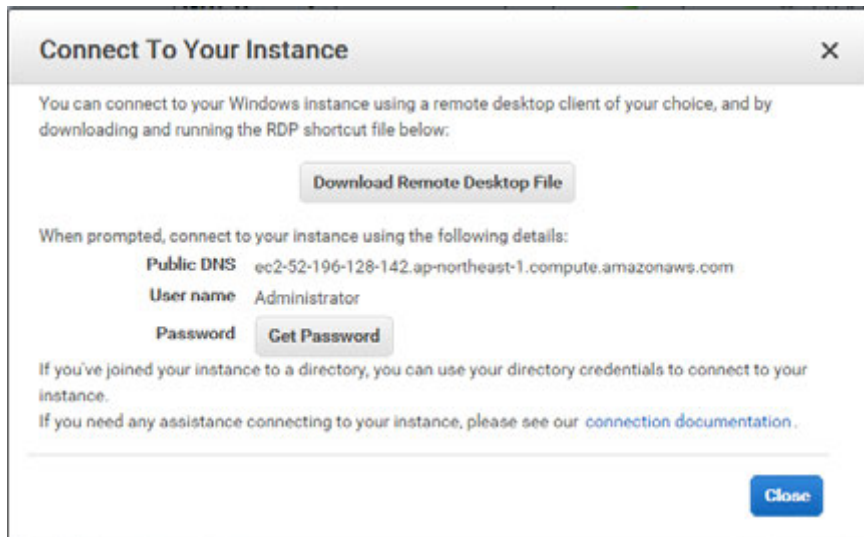 Connect To Your Instance
You can connect to your Windows instance using a remote desktop client of your choice, and by
downloading and running the RDP shortcut file below:
Download Remote Desktop File
When prompted, connect to your instance using the following details:
Public DNS ec2-52-196-128-142.ap-northeast-1.compute.amazonaws.com
User name Administrator
Password Get Password
If you've joined your instance to a directory, you can use your directory credentials to connect to your
instance.
If you need any assistance connecting to your instance, please see our connection documentation.
Close